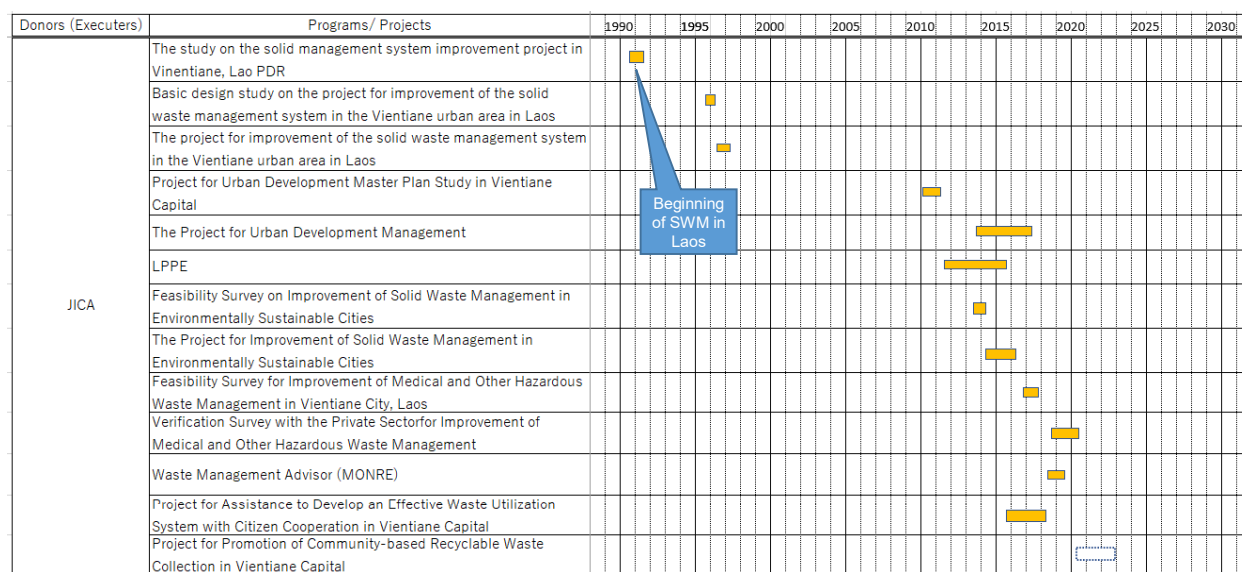 Donors (Executers) Programs/ Projects 1990 1995 2000 2005 2010 2015 2020 2025 2030
The study on the solid management system improvement project in
Vinentiane, Lao PDR
Basic design study on the project for improvement of the solid
waste management system in the Vientiane urban area in Laos
The project for improvement of the solid waste management system
in the Vientiane urban area in Laos
Project for Urban Development Master Plan Study in Vientiane
Capital
Beginning
of SWM in
Laos
The Project for Urban Development Management
LPPE
JICA
Feasibility Survey on Improvement of Solid Waste Management in
Environmentally Sustainable Cities
The Project for Improvement of Solid Waste Management in
Environmentally Sustainable Cities
Feasibility Survey for Improvement of Medical and Other Hazardous
Waste Management in Vientiane City, Laos
Verification Survey with the Private Sectorfor Improvement of
Medical and Other Hazardous Waste Management
Waste Management Advisor (MONRE)
Project for Assistance to Develop an Effective Waste Utilization
System with Citizen Cooperation in Vientiane Capital
Project for Promotion of Community-based Recyclable Waste
Collection in Vientiane Capital